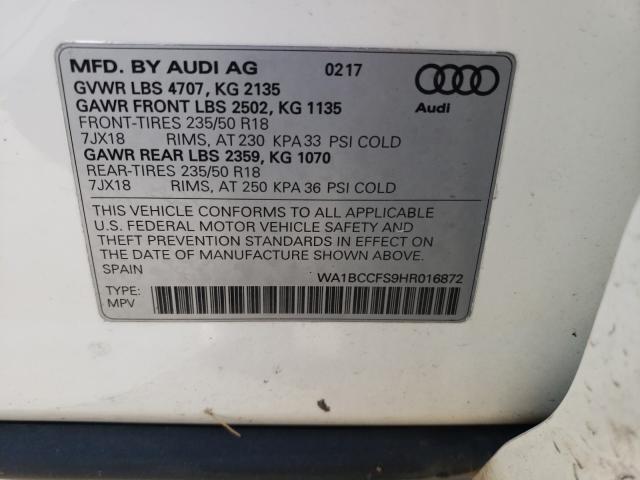 MFD. BY AUDI AG 0217
GVWR LBS 4707, KG 2135
GAWR FRONT LBS 2502, KG 1135
Audi
FRONT-TIRES 235/50 R18
7JX18 RIMS, AT 230 KPA 33 PSI COLD
GAWR REAR LBS 2359, KG 1070
REAR-TIRES 235/50 R18
7JX18 RIMS, AT 250 KPA 36 PSI COLD
THIS VEHICLE CONFORMS TO ALL APPLICABLE
U.S. FEDERAL MOTOR VEHICLE SAFETY AND
THEFT PREVENTION STANDARDS IN EFFECT ON
THE DATE OF MANUFACTURE SHOWN ABOVE.
SPAIN WA1BCCFS9HR016872
TYPE:
MPV